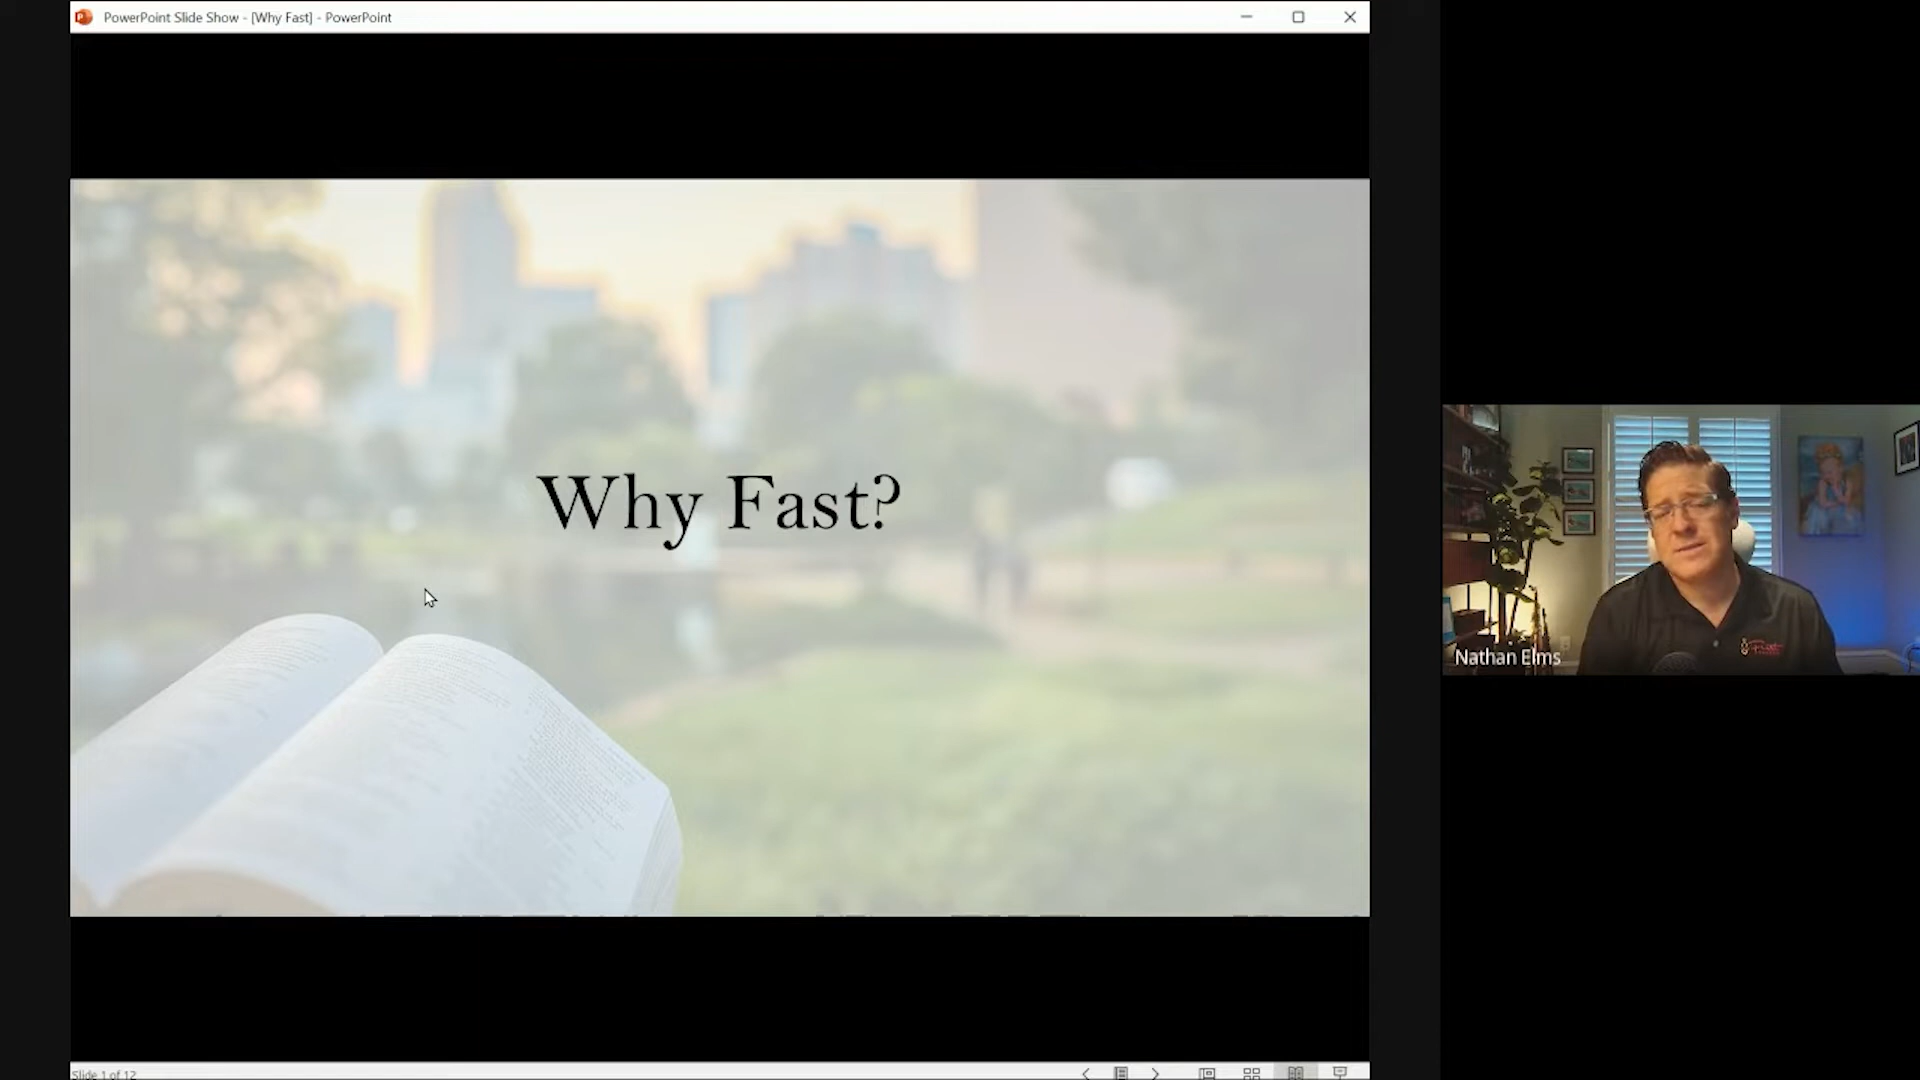 PowerPoint Slide Show - [Why Fast] - PowerPoint
Why Fast?
Nathan Elms
Slide 1 of 12